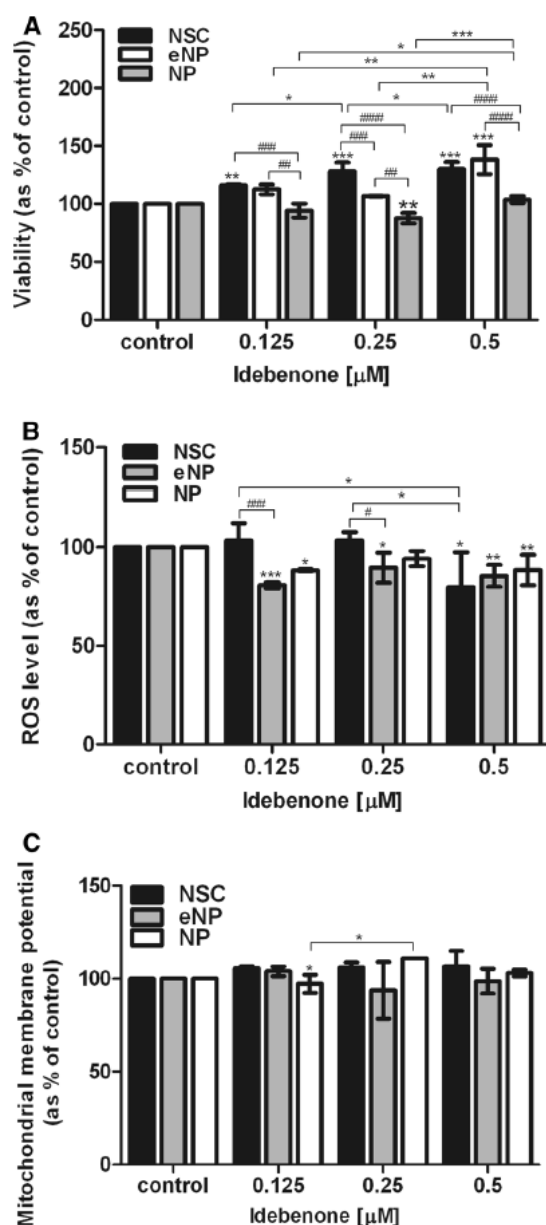 A
250
200
150
100
50
0
Viability (as %of control)
NSC
eNP
NP
***
*
**
**
*
*
####
####
###
####
###
##
##
**
***
**
***
***
control
0.125
0.25
0.5
Idebenone [µM]
B
150
100
50
0
ROS level (as %of control)
NSC
eNP
NP
*
*
###
#
***
*
*
*
**
**
control
0.125
0.25
0.5
Idebenone [µM]
C
150
100
50
0
Mitochondrial membrane potential
(as % of control)
NSC
eNP
NP
*
*
control
0.125
0.25
0.5
Idebenone [µM]